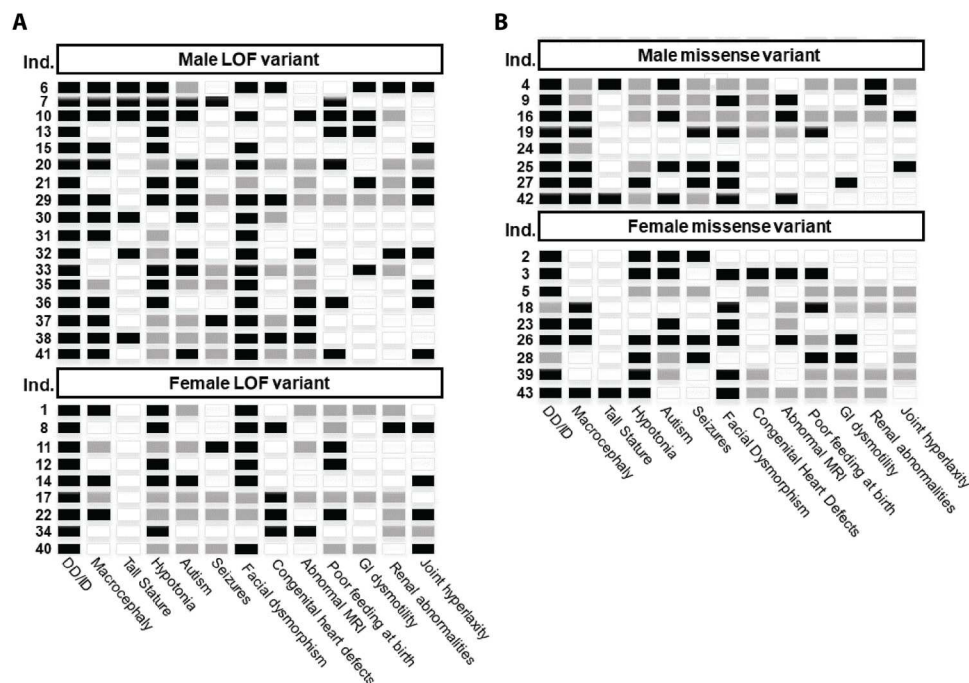 A
Ind.
Male LOF variant
6
7
10
13
15
20
21
29
30
31
32
33
35
36
37
38
41
Ind.
Female LOF variant
1
8
11
12
14
17
22
34
40
DD/ID
Macrocephaly
Tall Stature
Hypotonia
Autism
Seizures
Facial dysmorphism
Congenital heart defects
Abnormal MRI
Poor feeding at birth
GI dysmotility
Renal abnormalities
Joint hyperlaxity
B
Ind.
Male missense variant
4
9
16
19
24
25
27
42
Ind.
Female missense variant
2
3
5
18
23
26
28
39
43
DD/ID
Macrocephaly
Tall Stature
Hypotonia
Autism
Seizures
Facial Dysmorphism
Congenital Heart Defects
Abnormal MRI
Poor feeding at birth
GI dysmotility
Renal abnormalities
Joint hyperlaxity